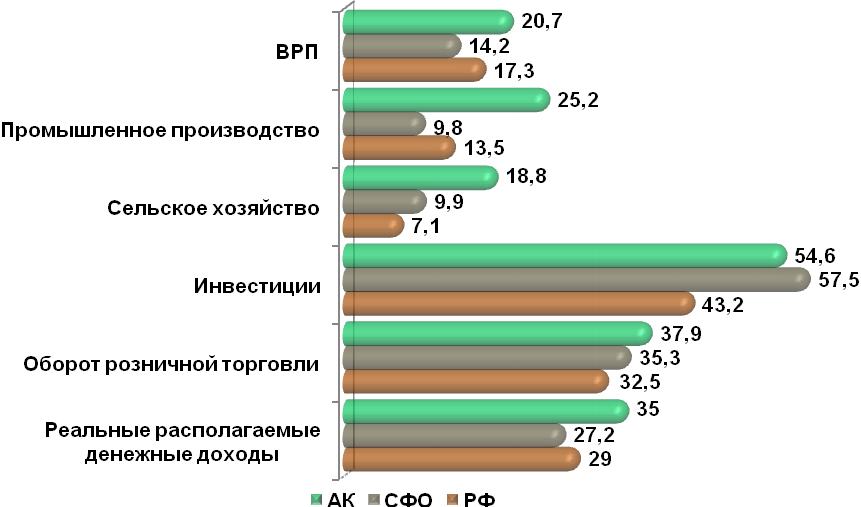 ВРП
20,7
14,2
17,3
Промышленное производство
25,2
9,8
13,5
Сельское хозяйство
18,8
9,9
7,1
Инвестиции
54,6
57,5
43,2
Оборот розничной торговли
37,9
35,3
32,5
Реальные располагаемые
денежные доходы
35
27,2
29
АК СФО РФ